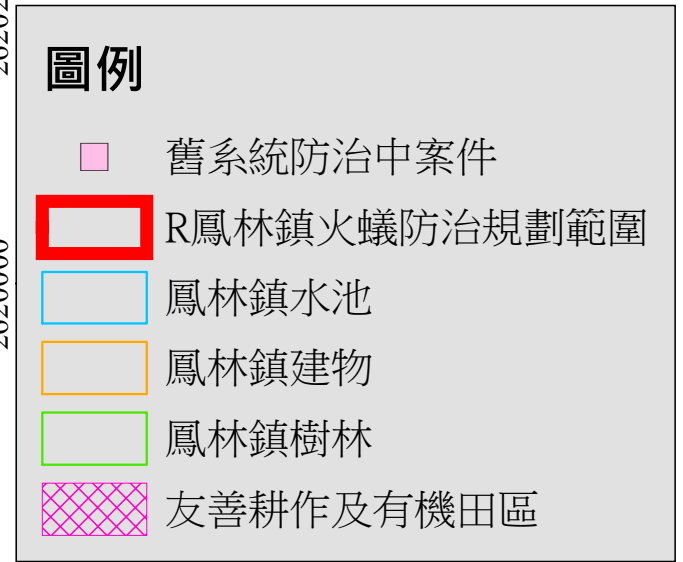 圖例
舊系統防治中案件
R鳳林鎮火蟻防治規劃範圍
鳳林鎮水池
鳳林鎮建物
鳳林鎮樹林
友善耕作及有機田區